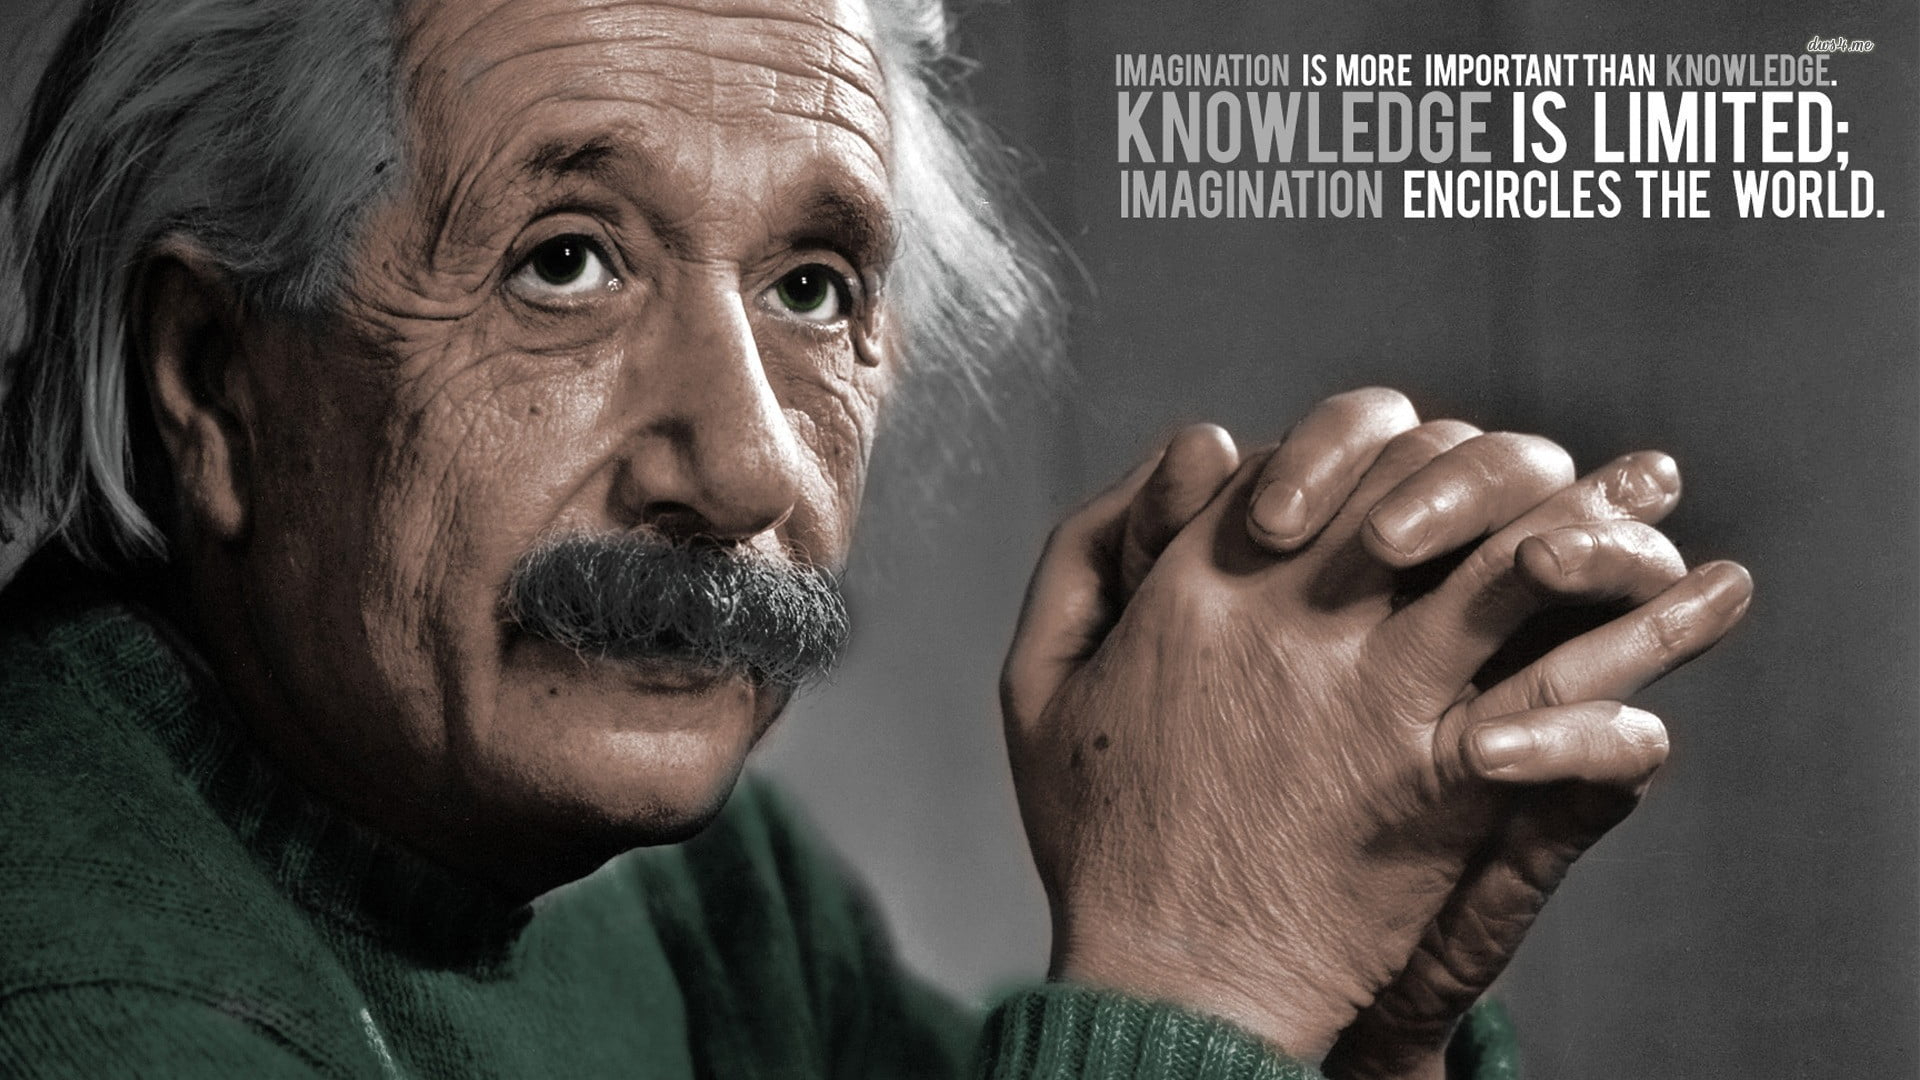 dws4.me
IMAGINATION IS MORE IMPORTANT THAN KNOWLEDGE.
KNOWLEDGE IS LIMITED;
IMAGINATION ENCIRCLES THE WORLD.